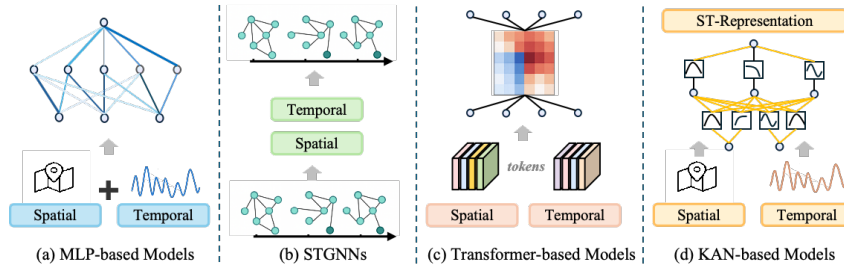 Spatial
Temporal
(a) MLP-based Models
Temporal
Spatial
(b) STGNNs
tokens
Spatial
Temporal
(c) Transformer-based Models
ST-Representation
Spatial
Temporal
(d) KAN-based Models